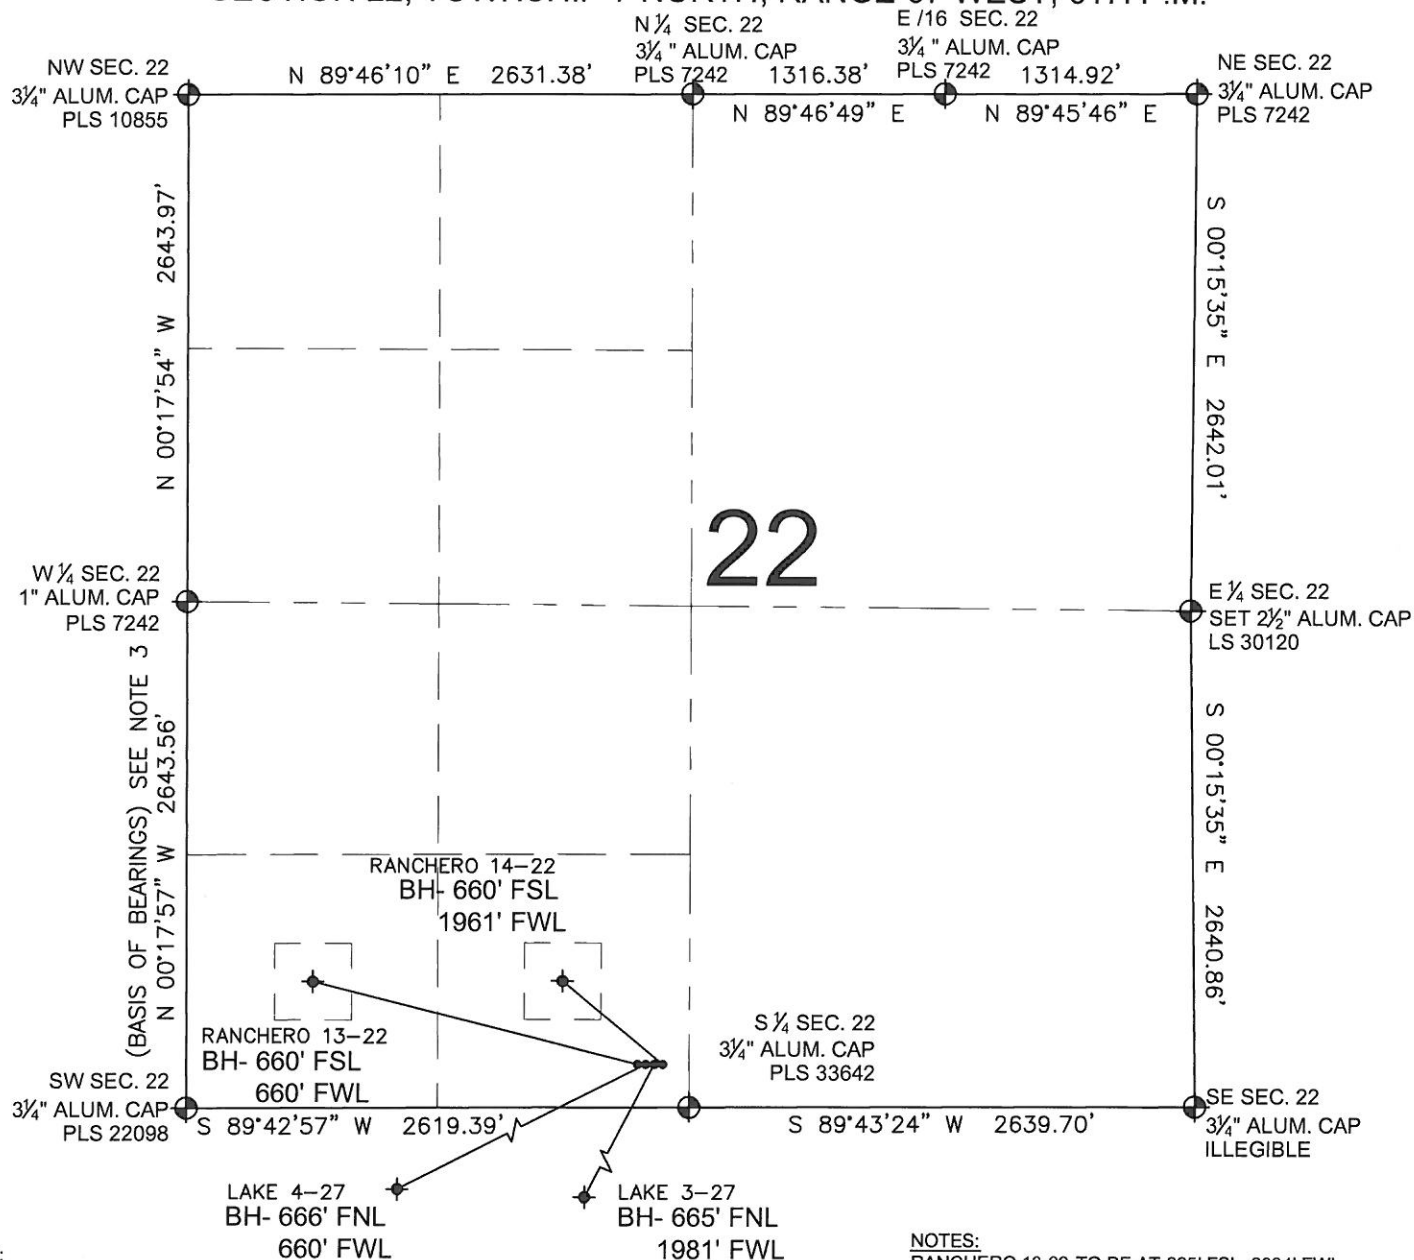 N ¼ SEC. 22
3¼" ALUM. CAP
PLS 7242
E /16 SEC. 22
3¼" ALUM. CAP
PLS 7242
NW SEC. 22
3¼" ALUM. CAP
PLS 10855
N 89°46'10" E 2631.38'
1316.38'
N 89°46'49" E
1314.92'
N 89°45'46" E
NE SEC. 22
3¼" ALUM. CAP
PLS 7242
N 00°17'54" W 2643.97'
S 00°15'35" E 2642.01'
22
W ¼ SEC. 22
1" ALUM. CAP
PLS 7242
E ¼ SEC. 22
SET 2½" ALUM. CAP
LS 30120
(BASIS OF BEARINGS) SEE NOTE 3
N 00°17'57" W 2643.56'
S 00°15'35" E 2640.86'
RANCHERO 14-22
BH- 660' FSL
1961' FWL
RANCHERO 13-22
BH- 660' FSL
660' FWL
S ¼ SEC. 22
3¼" ALUM. CAP
PLS 33642
SW SEC. 22
3¼" ALUM. CAP
PLS 22098
S 89°42'57" W 2619.39'
S 89°43'24" W 2639.70'
SE SEC. 22
3¼" ALUM. CAP
ILLEGIBLE
LAKE 4-27
BH- 666' FNL
660' FWL
LAKE 3-27
BH- 665' FNL
1981' FWL
NOTES: